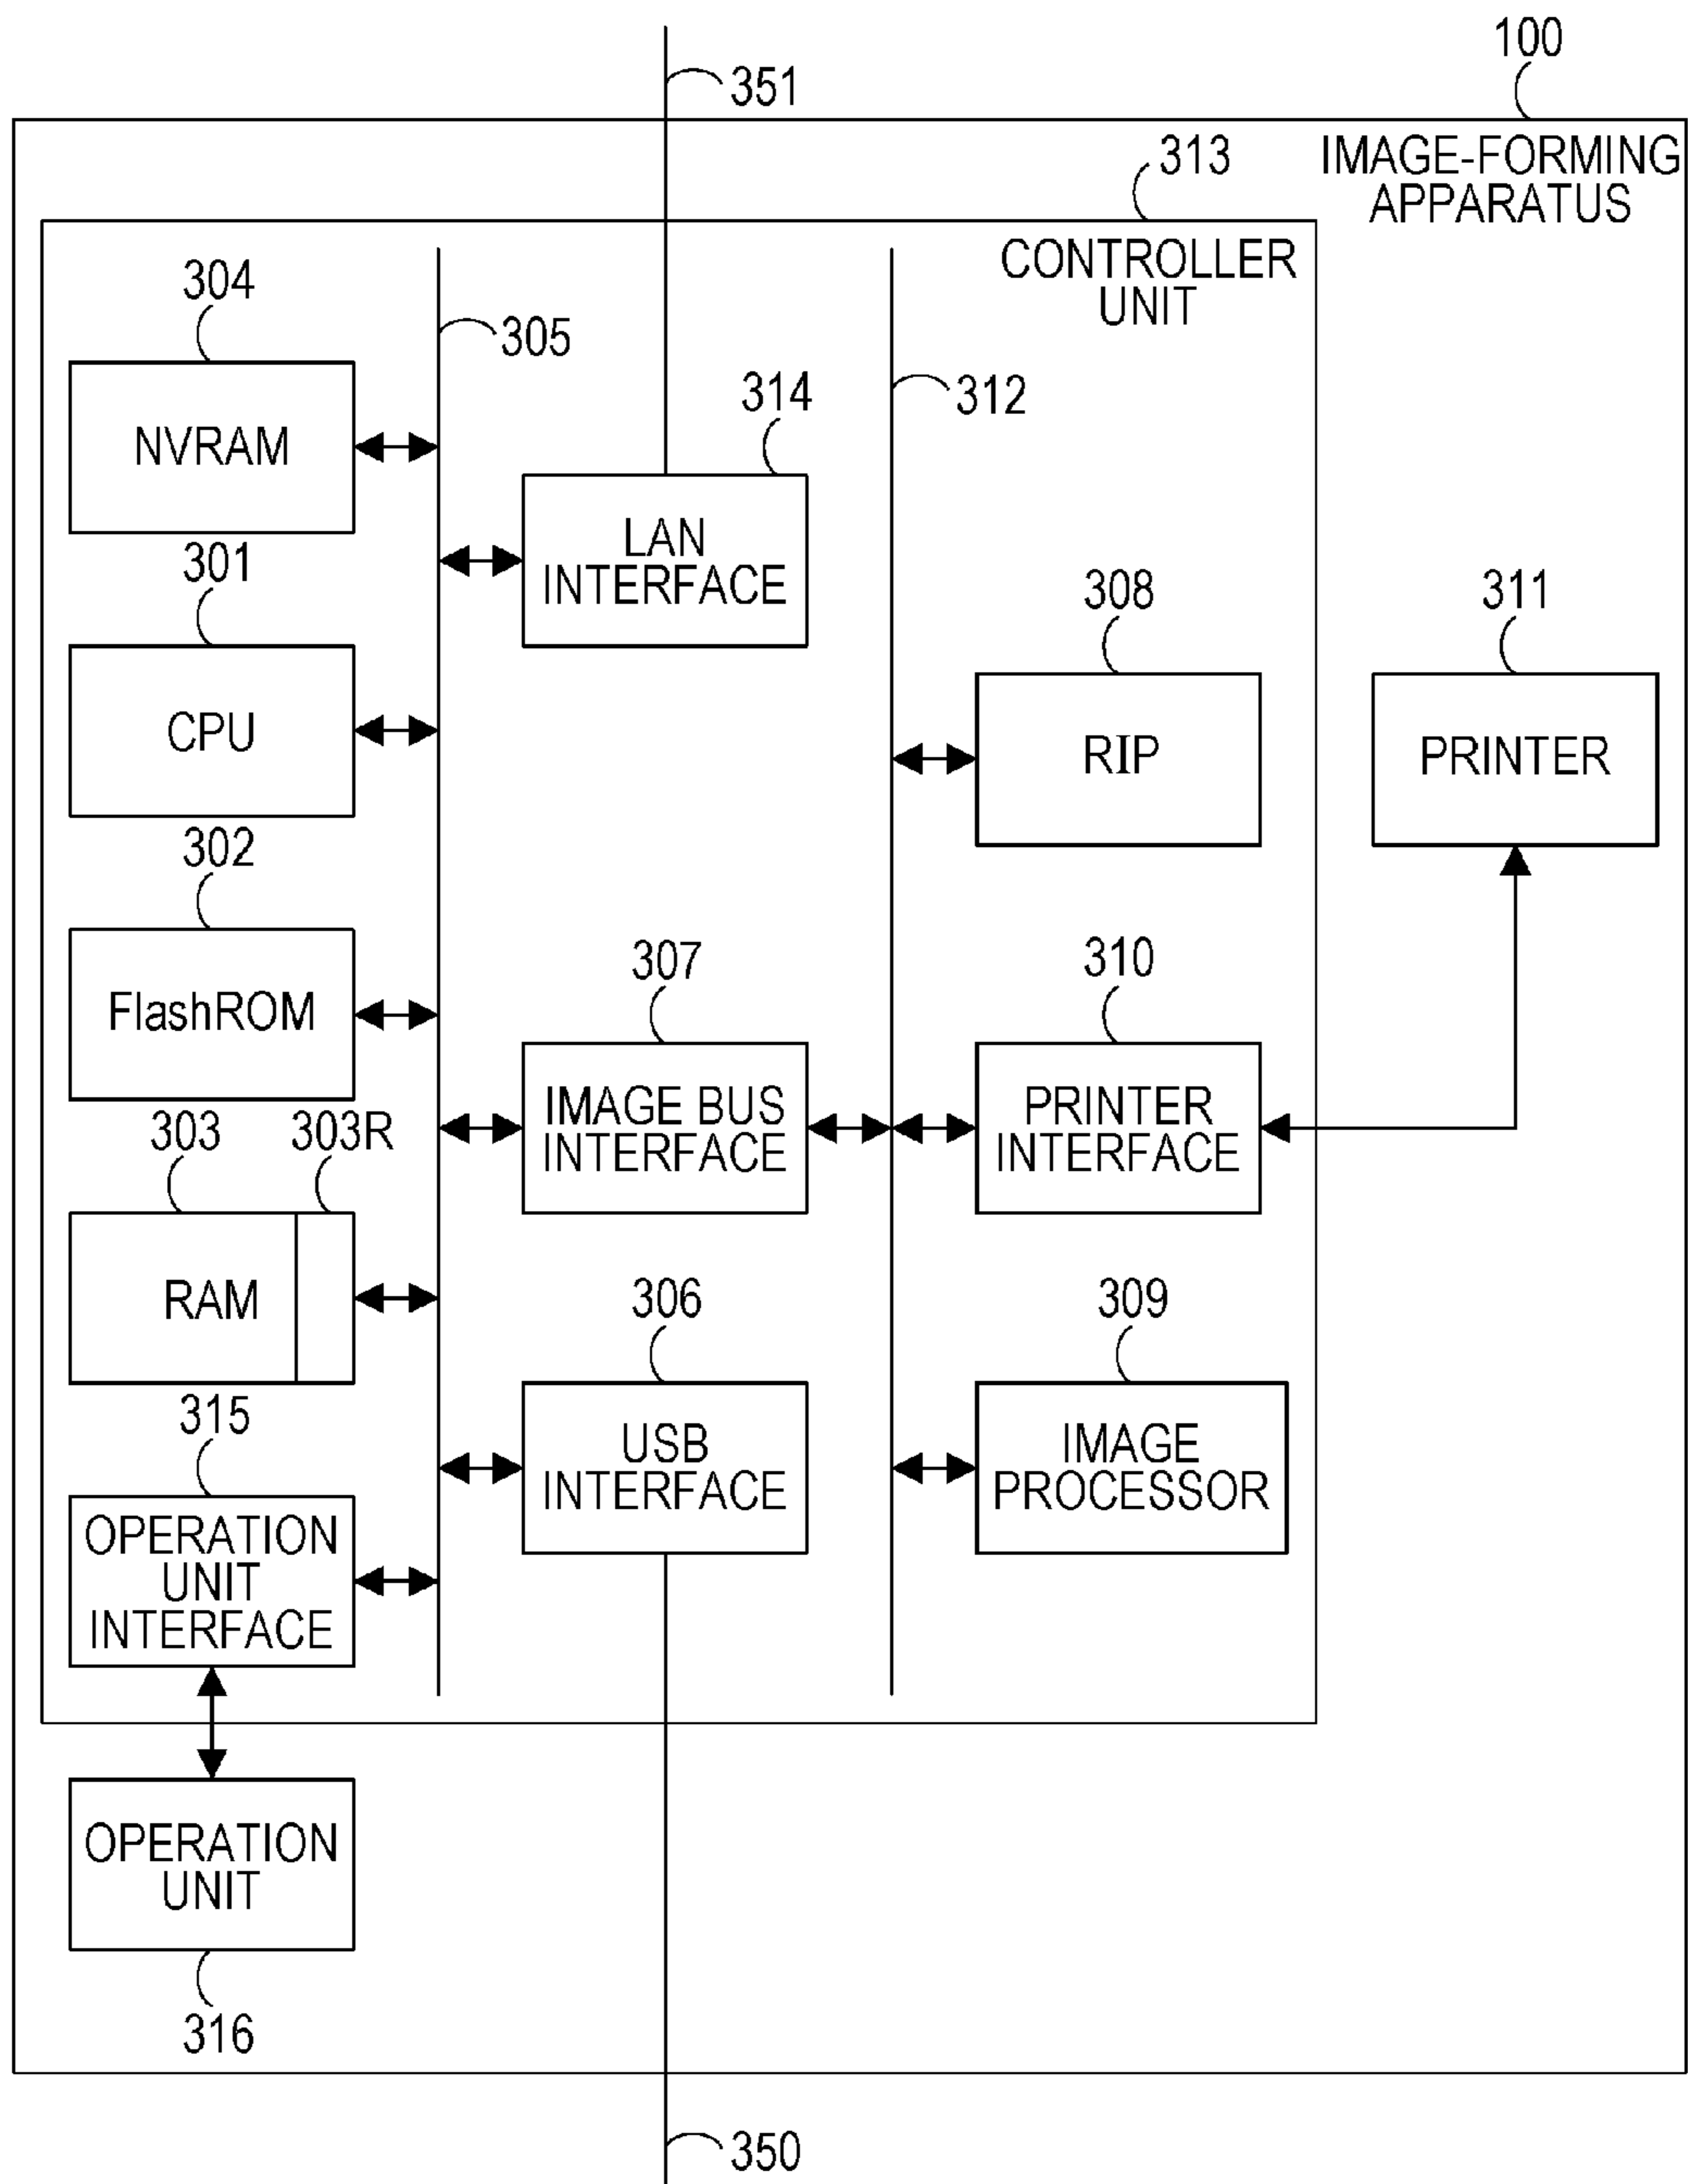 100
351
IMAGE-FORMING
APPARATUS
313
CONTROLLER
UNIT
304
305
NVRAM
314
312
LAN
INTERFACE
301
CPU
308
RIP
311
PRINTER
302
FlashROM
307
IMAGE BUS
INTERFACE
310
PRINTER
INTERFACE
303
303R
RAM
306
USB
INTERFACE
309
IMAGE
PROCESSOR
315
OPERATION
UNIT
INTERFACE
OPERATION
UNIT
316
350